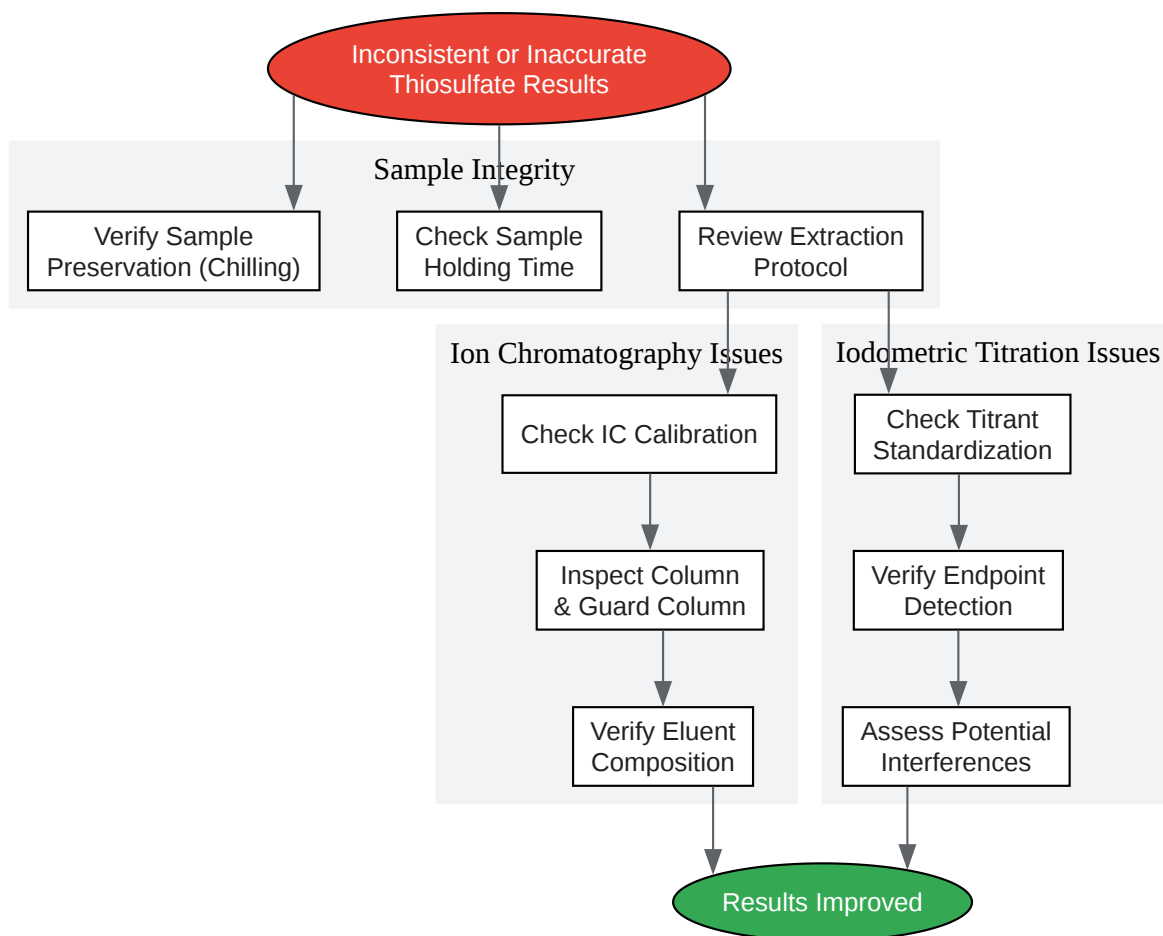 Inconsistent or Inaccurate
Thiosulfate Results
Sample Integrity
Verify Sample
Preservation (Chilling)
Check Sample
Holding Time
Review Extraction
Protocol
Ion Chromatography Issues
Check IC Calibration
Inspect Column
& Guard Column
Verify Eluent
Composition
Iodometric Titration Issues
Check Titrant
Standardization
Verify Endpoint
Detection
Assess Potential
Interferences
Results Improved